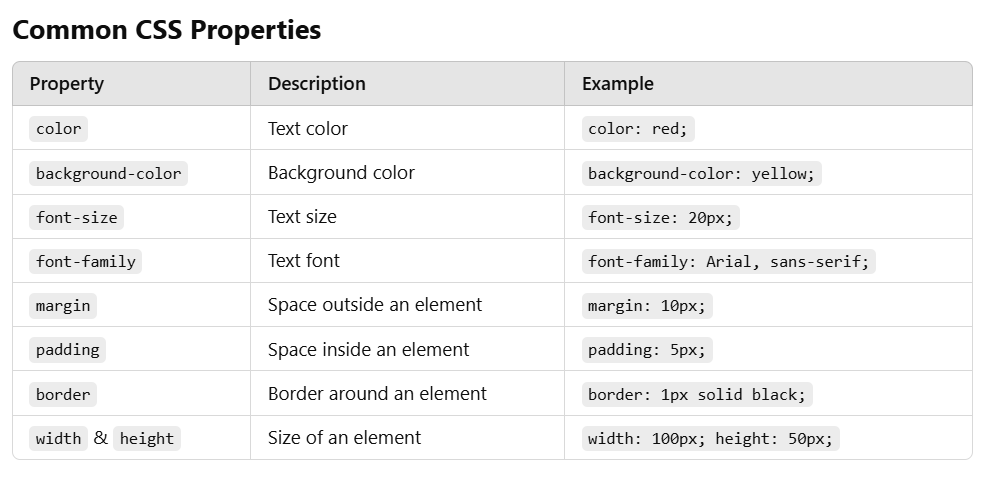 Common CSS Properties
Property Description Example
color Text color color: red;
background-color Background color background-color: yellow;
font-size Text size font-size: 20px;
font-family Text font font-family: Arial, sans-serif;
margin Space outside an element margin: 10px;
padding Space inside an element padding: 5px;
border Border around an element border: 1px solid black;
width & height Size of an element width: 100px; height: 50px;